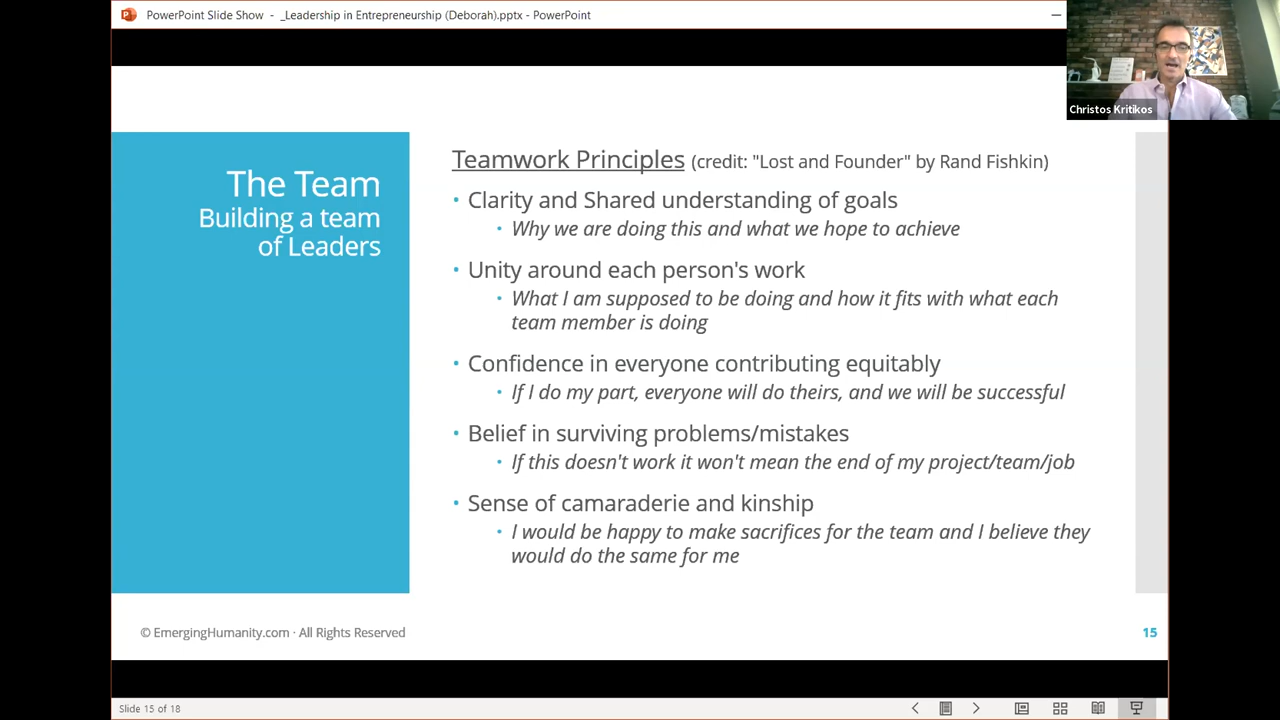 PowerPoint Slide Show - _Leadership in Entrepreneurship (Deborah).pptx - PowerPoint
Christos Kritikos
The Team
Building a team
of Leaders
Teamwork Principles (credit: "Lost and Founder" by Rand Fishkin)
• Clarity and Shared understanding of goals
• Why we are doing this and what we hope to achieve
• Unity around each person's work
• What I am supposed to be doing and how it fits with what each
team member is doing
• Confidence in everyone contributing equitably
• If I do my part, everyone will do theirs, and we will be successful
• Belief in surviving problems/mistakes
• If this doesn't work it won't mean the end of my project/team/job
• Sense of camaraderie and kinship
• I would be happy to make sacrifices for the team and I believe they
would do the same for me
© EmergingHumanity.com · All Rights Reserved
15
Slide 15 of 18